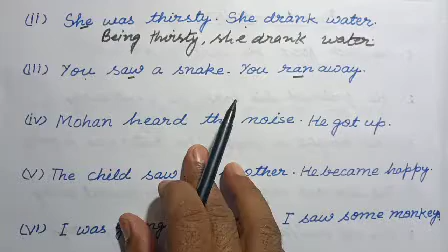 (ii) She was thirsty. She drank water.
Being thirsty, she drank water.
(iii) You saw a snake. You ran away.
(iv) Mohan heard the noise. He got up.
(v) The child saw other. He became happy.
(vi) I was I saw some monkey